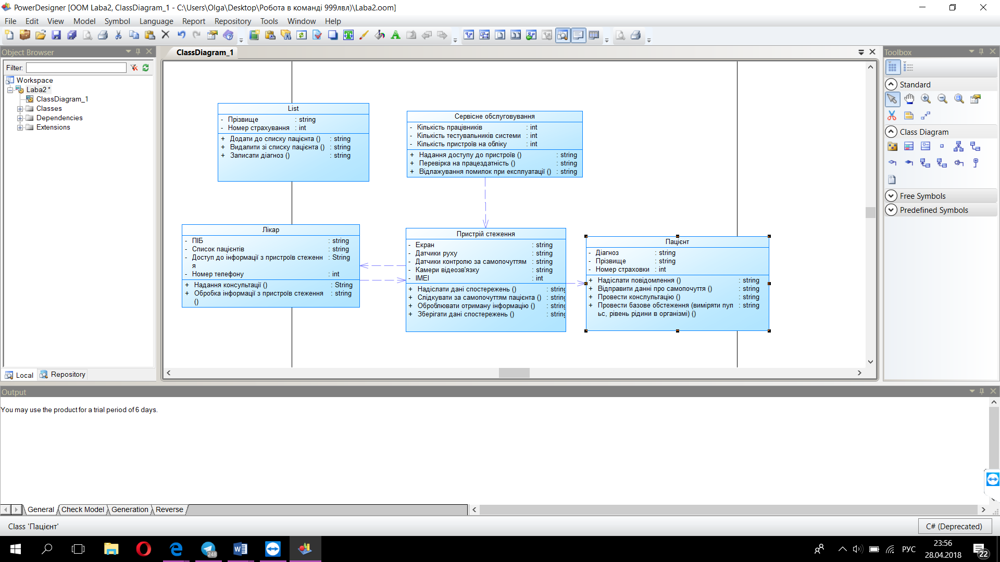 PowerDesigner [OOM Laba2, ClassDiagram_1 - C:\Users\Olga\Desktop\Робота в команді 999лвл)\Laba2.oom]
File Edit View Model Symbol Language Report Repository Tools Window Help
Object Browser
Filter:
Workspace
Laba2 *
ClassDiagram_1
Classes
Dependencies
Extensions
Local Repository
ClassDiagram_1
List
- Прізвище : string
- Номер страхування : int
+ Додати до списку пацієнта () : string
+ Видалити зі списку пацієнта () : string
+ Записати діагноз () : string
Сервісне обслуговування
- Кількість працівників : int
- Кількість тестувальників системи : int
- Кількість пристроїв на обліку : int
+ Надання доступу до пристроїв () : string
+ Перевірка на працездатність () : string
+ Відлажування помилок при експлуатації () : string
Лікар
- ПІБ : string
- Список пацієнтів : string
- Доступ до інформації з пристроїв стеженн : String
я
- Номер телефону : int
+ Надання консультації () : String
+ Обробка інформації з пристроїв стеження : string
()
Пристрій стеження
- Екран : string
- Датчики руху : string
- Датчики контролю за самопочуттям : string
- Камери відеозв'язку : string
- IMEI : int
+ Надіслати дані спостережень () : string
+ Слідкувати за самопочуттям пацієнта () : string
+ Оброблювати отриману інформацію () : string
+ Зберігати дані спостережень () : string
Пацієнт
- Діагноз : string
- Прізвище : string
- Номер страховки : int
+ Надіслати повідомлення () : string
+ Відправити данні про самопочуття () : string
+ Провести консльультацію () : string
+ Провести базове обстеження (виміряти пул : string
ьс, рівень рідини в організмі) ()
Toolbox
Standard
Class Diagram
Free Symbols
Predefined Symbols
Output
You may use the product for a trial period of 6 days.
General Check Model Generation Reverse
Class 'Пацієнт'
C# (Deprecated)
248
РУС
23:56
28.04.2018
22